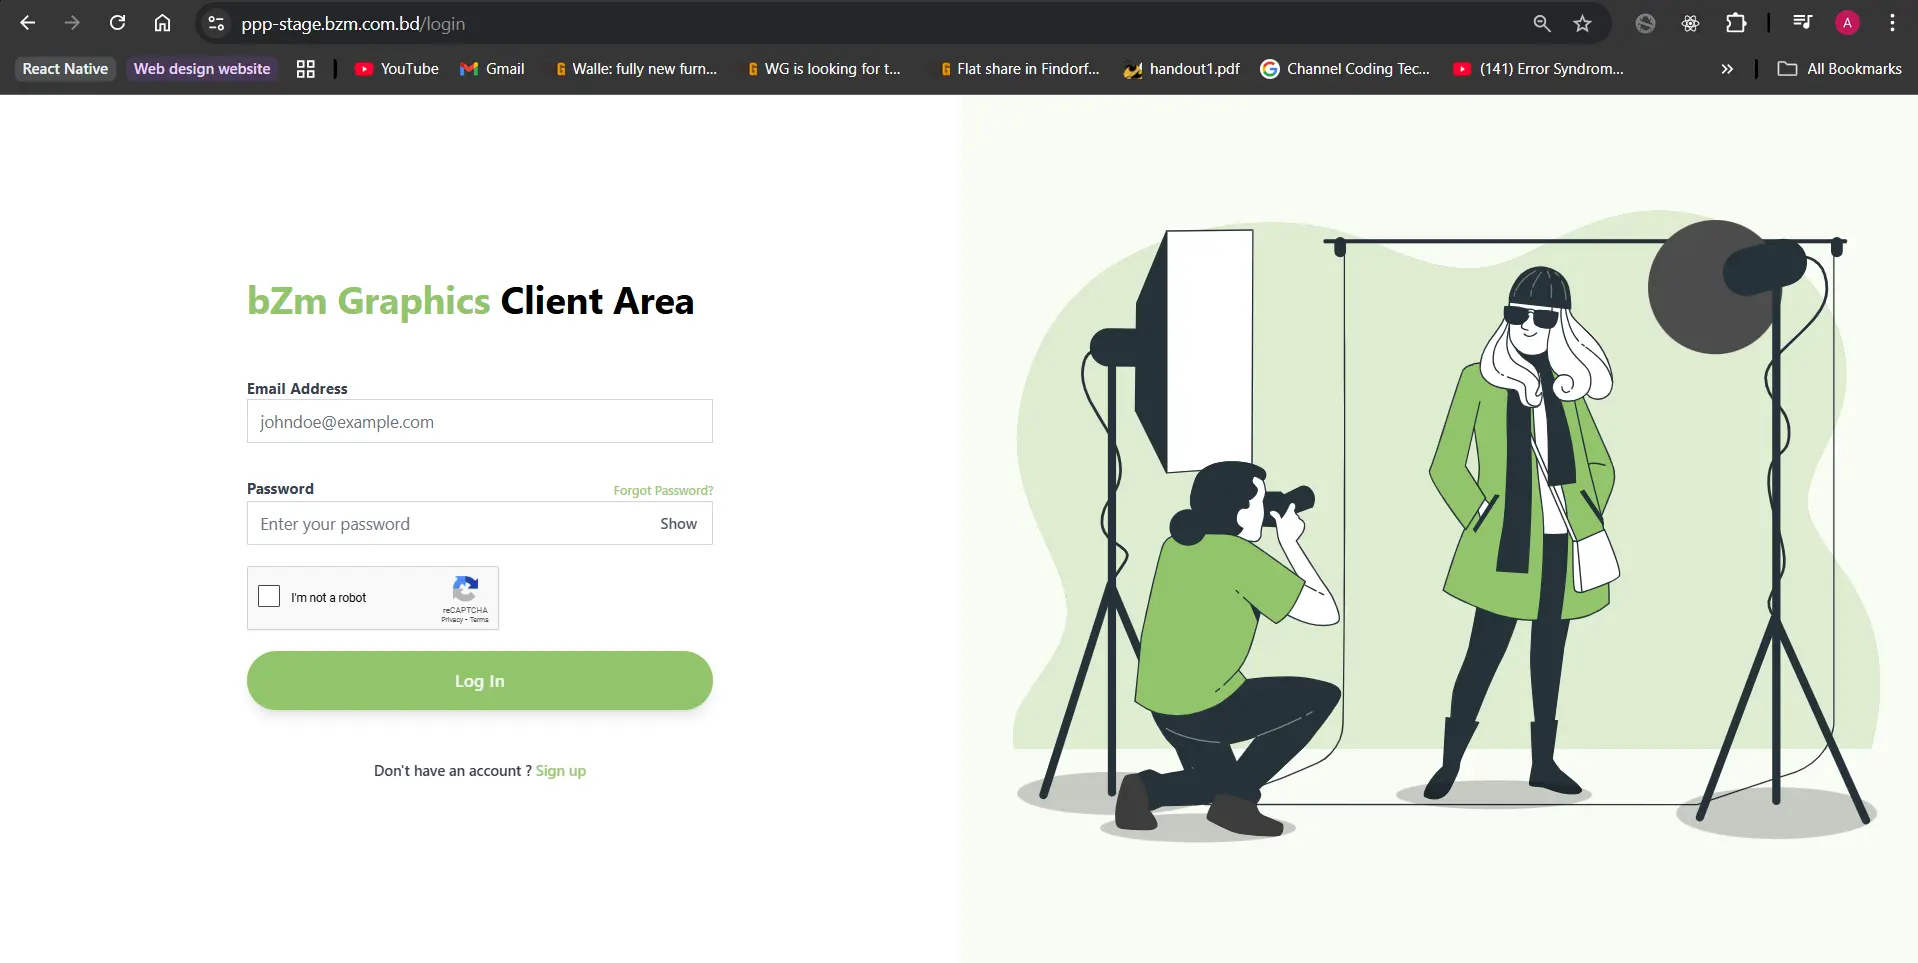 ppp-stage.bzm.com.bd/login
A
React Native Web design website YouTube Gmail Walle: fully new furn... WG is looking for t... Flat share in Findorf... handout1.pdf Channel Coding Tec... (141) Error Syndrom... All Bookmarks
bZm Graphics Client Area
Email Address
johndoe@example.com
Password Forgot Password?
Enter your password Show
I'm not a robot
reCAPTCHA
Privacy - Terms
Log In
Don't have an account ? Sign up